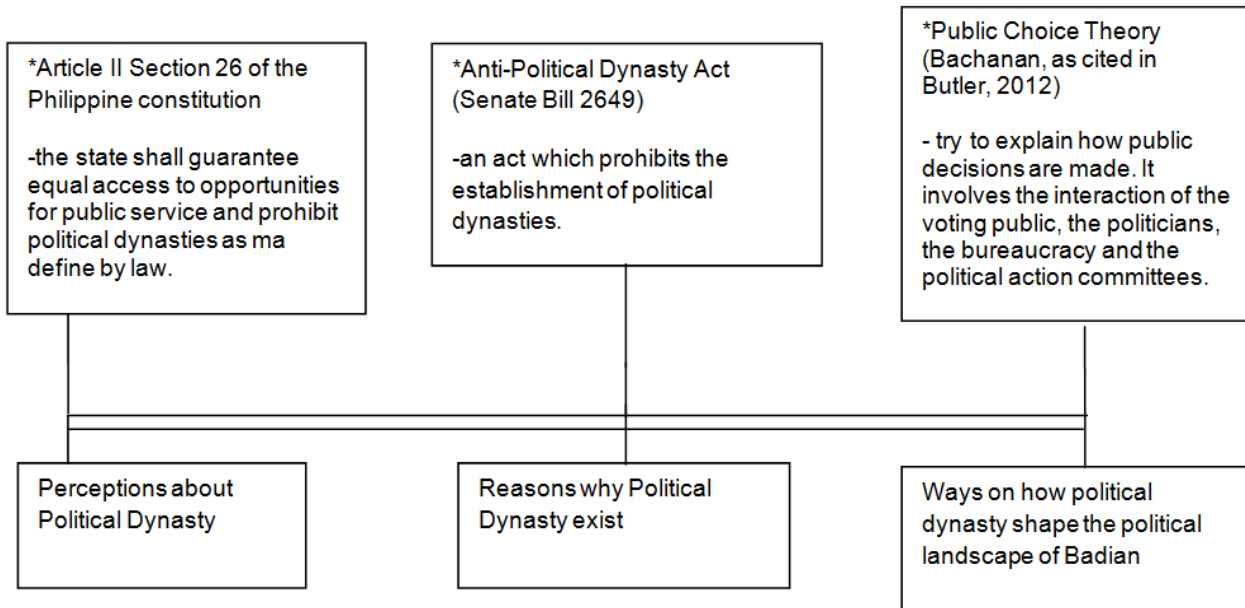 *Article II Section 26 of the
Philippine constitution
-the state shall guarantee
equal access to opportunities
for public service and prohibit
political dynasties as ma
define by law.
*Anti-Political Dynasty Act
(Senate Bill 2649)
-an act which prohibits the
establishment of political
dynasties.
*Public Choice Theory
(Bachanan, as cited in
Butler, 2012)
- try to explain how public
decisions are made. It
involves the interaction of the
voting public, the politicians,
the bureaucracy and the
political action committees.
Perceptions about
Political Dynasty
Reasons why Political
Dynasty exist
Ways on how political
dynasty shape the political
landscape of Badian